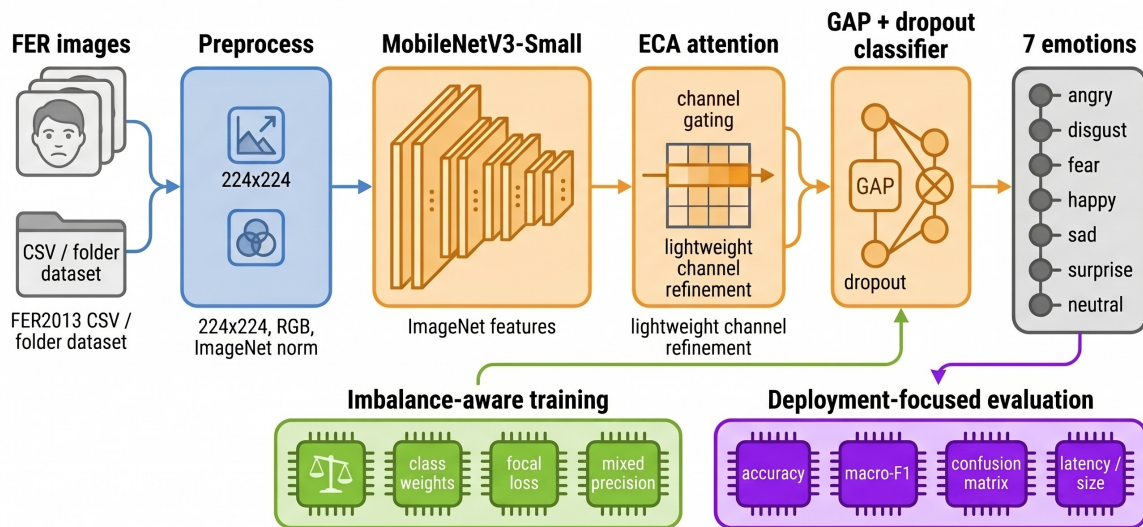 FER images
CSV / folder
dataset
FER2013 CSV /
folder dataset
Preprocess
224x224
224x224, RGB,
ImageNet norm
MobileNetV3-Small
ImageNet features
ECA attention
channel
gating
lightweight
channel
refinement
lightweight channel
refinement
GAP + dropout
classifier
GAP
dropout
7 emotions
angry
disgust
fear
happy
sad
surprise
neutral
Imbalance-aware training
class
weights
focal
loss
mixed
precision
Deployment-focused evaluation
accuracy
macro-F1
confusion
matrix
latency /
size